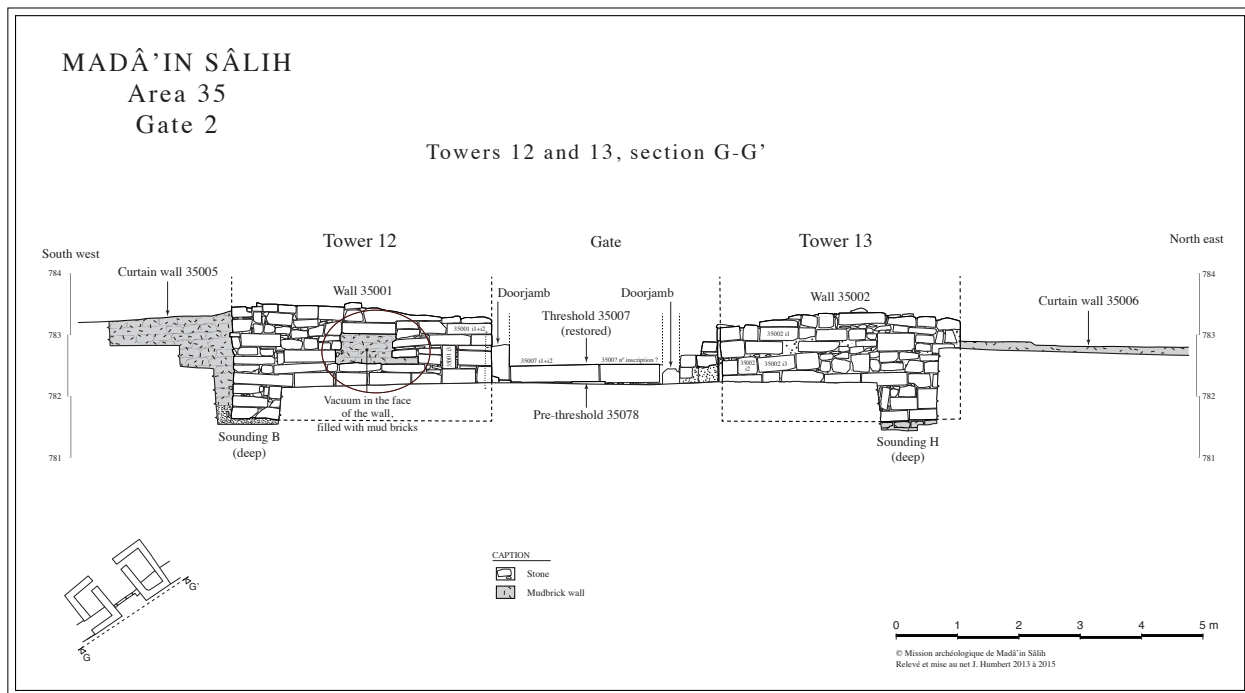 MADÂ’IN SÂLIH
Area 35
Gate 2
Towers 12 and 13, section G-G’
Tower 12
Gate
Tower 13
South west
North east
784
783
782
781
Curtain wall 35005
Wall 35001
Doorjamb
Doorjamb
Threshold 35007
(restored)
Wall 35002
Curtain wall 35006
784
783
782
781
35001 i1+i2
35001 i3
35007 i1+i2
3500? n° inscription ?
35002 i1
35002
i2
35002 i3
Vacuum in the face
of the wall,
filled with mud bricks
Pre-threshold 35078
Sounding B
(deep)
Sounding H
(deep)
G’
G
CAPTION
Stone
Mudbrick wall
0 1 2 3 4 5 m
© Mission archéologique de Madâ’in Sâlih
Relevé et mise au net J. Humbert 2013 à 2015